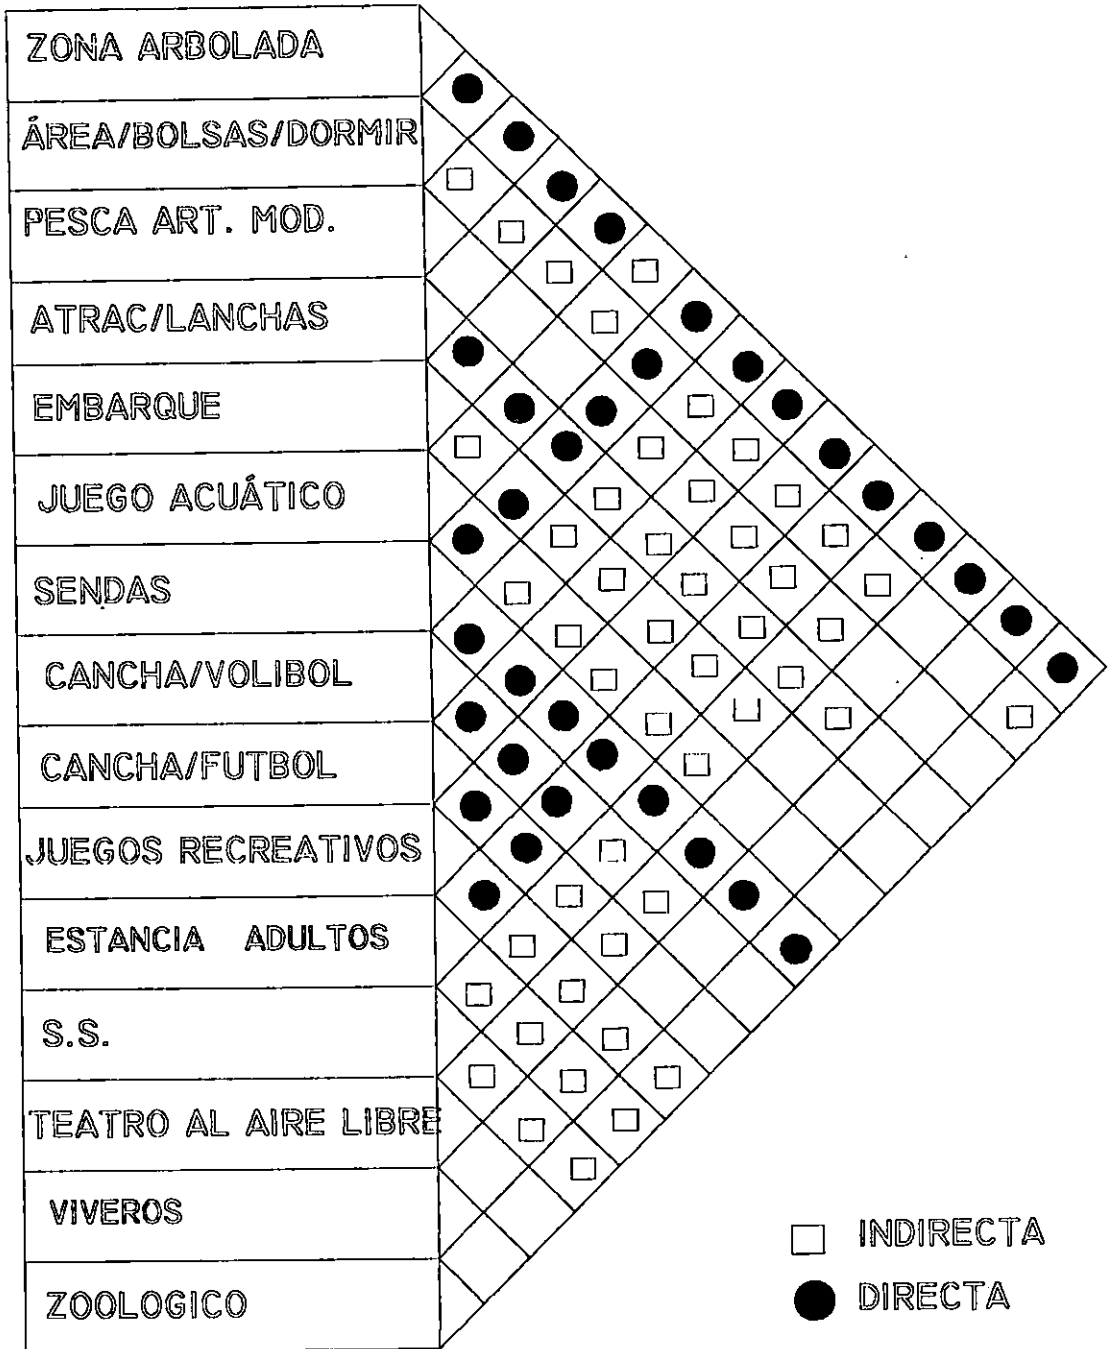 ZONA ARBOLADA
ÁREA/BOLSAS/DORMIR
PESCA ART. MOD.
ATRAC/LANCHAS
EMBARQUE
JUEGO ACUÁTICO
SENDAS
CANCHA/VOLIBOL
CANCHA/FUTBOL
JUEGOS RECREATIVOS
ESTANCIA ADULTOS
S.S.
TEATRO AL AIRE LIBRE
VIVEROS
ZOOLOGICO
INDIRECTA
DIRECTA